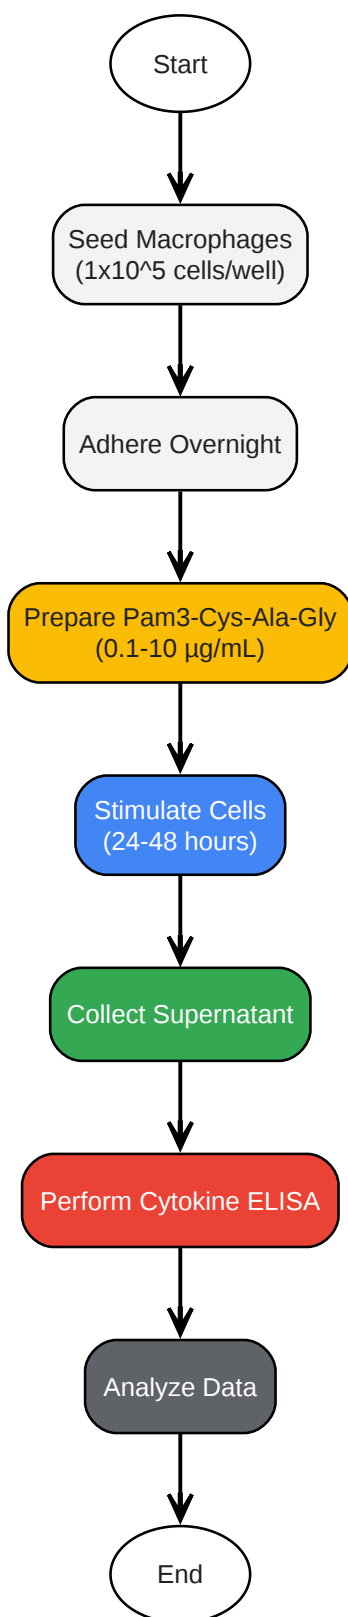 Start
Seed Macrophages
(1x10^5 cells/well)
Adhere Overnight
Prepare Pam3-Cys-Ala-Gly
(0.1-10 µg/mL)
Stimulate Cells
(24-48 hours)
Collect Supernatant
Perform Cytokine ELISA
Analyze Data
End